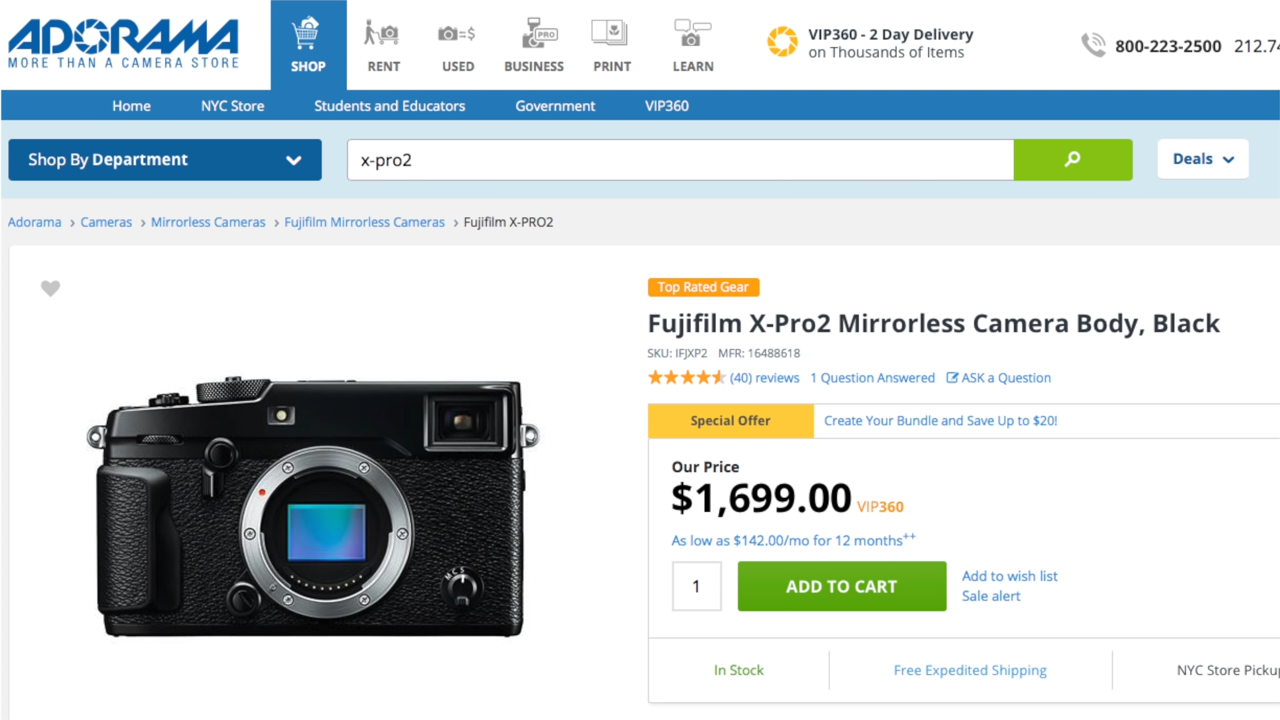 ADORAMA
MORE THAN A CAMERA STORE
SHOP
RENT
=$
USED
PRO
BUSINESS
PRINT
LEARN
VIP360 - 2 Day Delivery
on Thousands of Items
800-223-2500 212.74
Home NYC Store Students and Educators Government VIP360
Shop By Department
x-pro2
Deals
Adorama > Cameras > Mirrorless Cameras > Fujifilm Mirrorless Cameras > Fujifilm X-PRO2
Top Rated Gear
Fujifilm X-Pro2 Mirrorless Camera Body, Black
SKU: IFJXP2 MFR: 16488618
(40) reviews 1 Question Answered ASK a Question
Special Offer Create Your Bundle and Save Up to $20!
Our Price
$1,699.00 VIP360
As low as $142.00/mo for 12 months++
1 ADD TO CART
Add to wish list
Sale alert
In Stock Free Expedited Shipping NYC Store Pickup
M C S